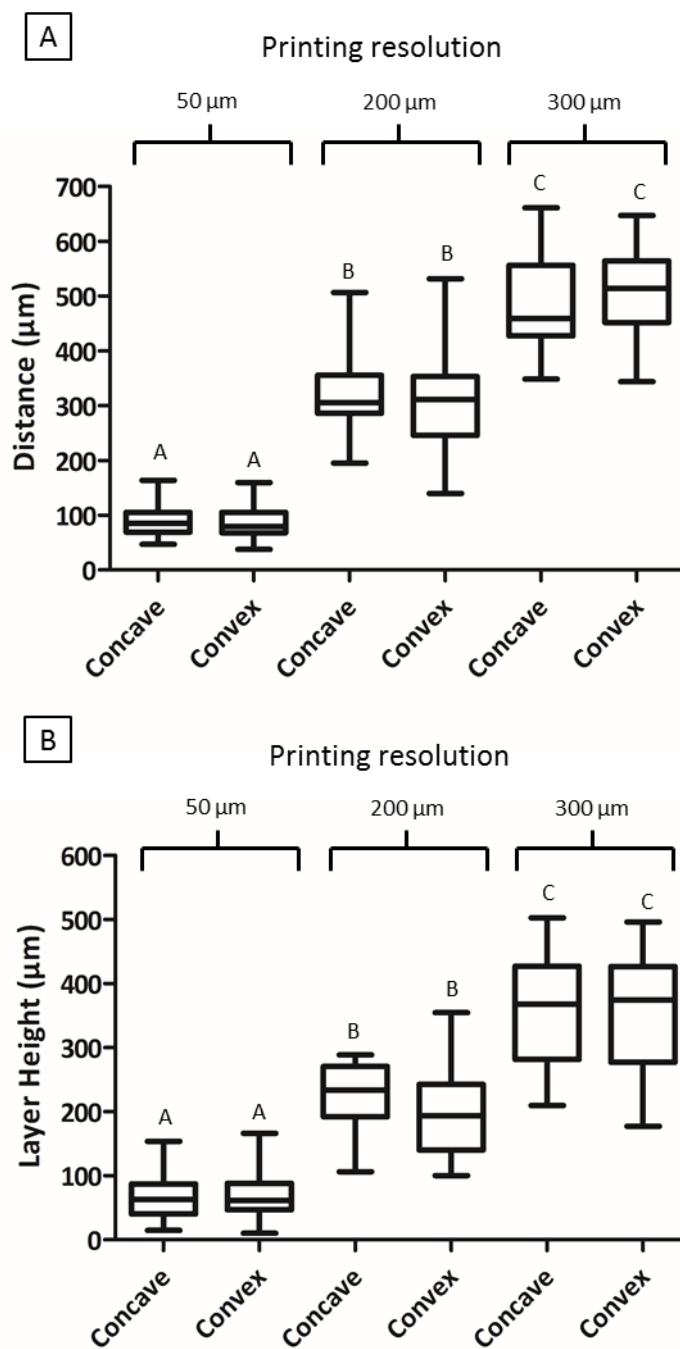 A
Printing resolution
50 µm 200 µm 300 µm
700
600
500
400
300
200
100
0
Distance (µm)
A A B B C C
Concave Convex Concave Convex Concave Convex
B
Printing resolution
50 µm 200 µm 300 µm
600
500
400
300
200
100
0
Layer Height (µm)
A A B B C C
Concave Convex Concave Convex Concave Convex